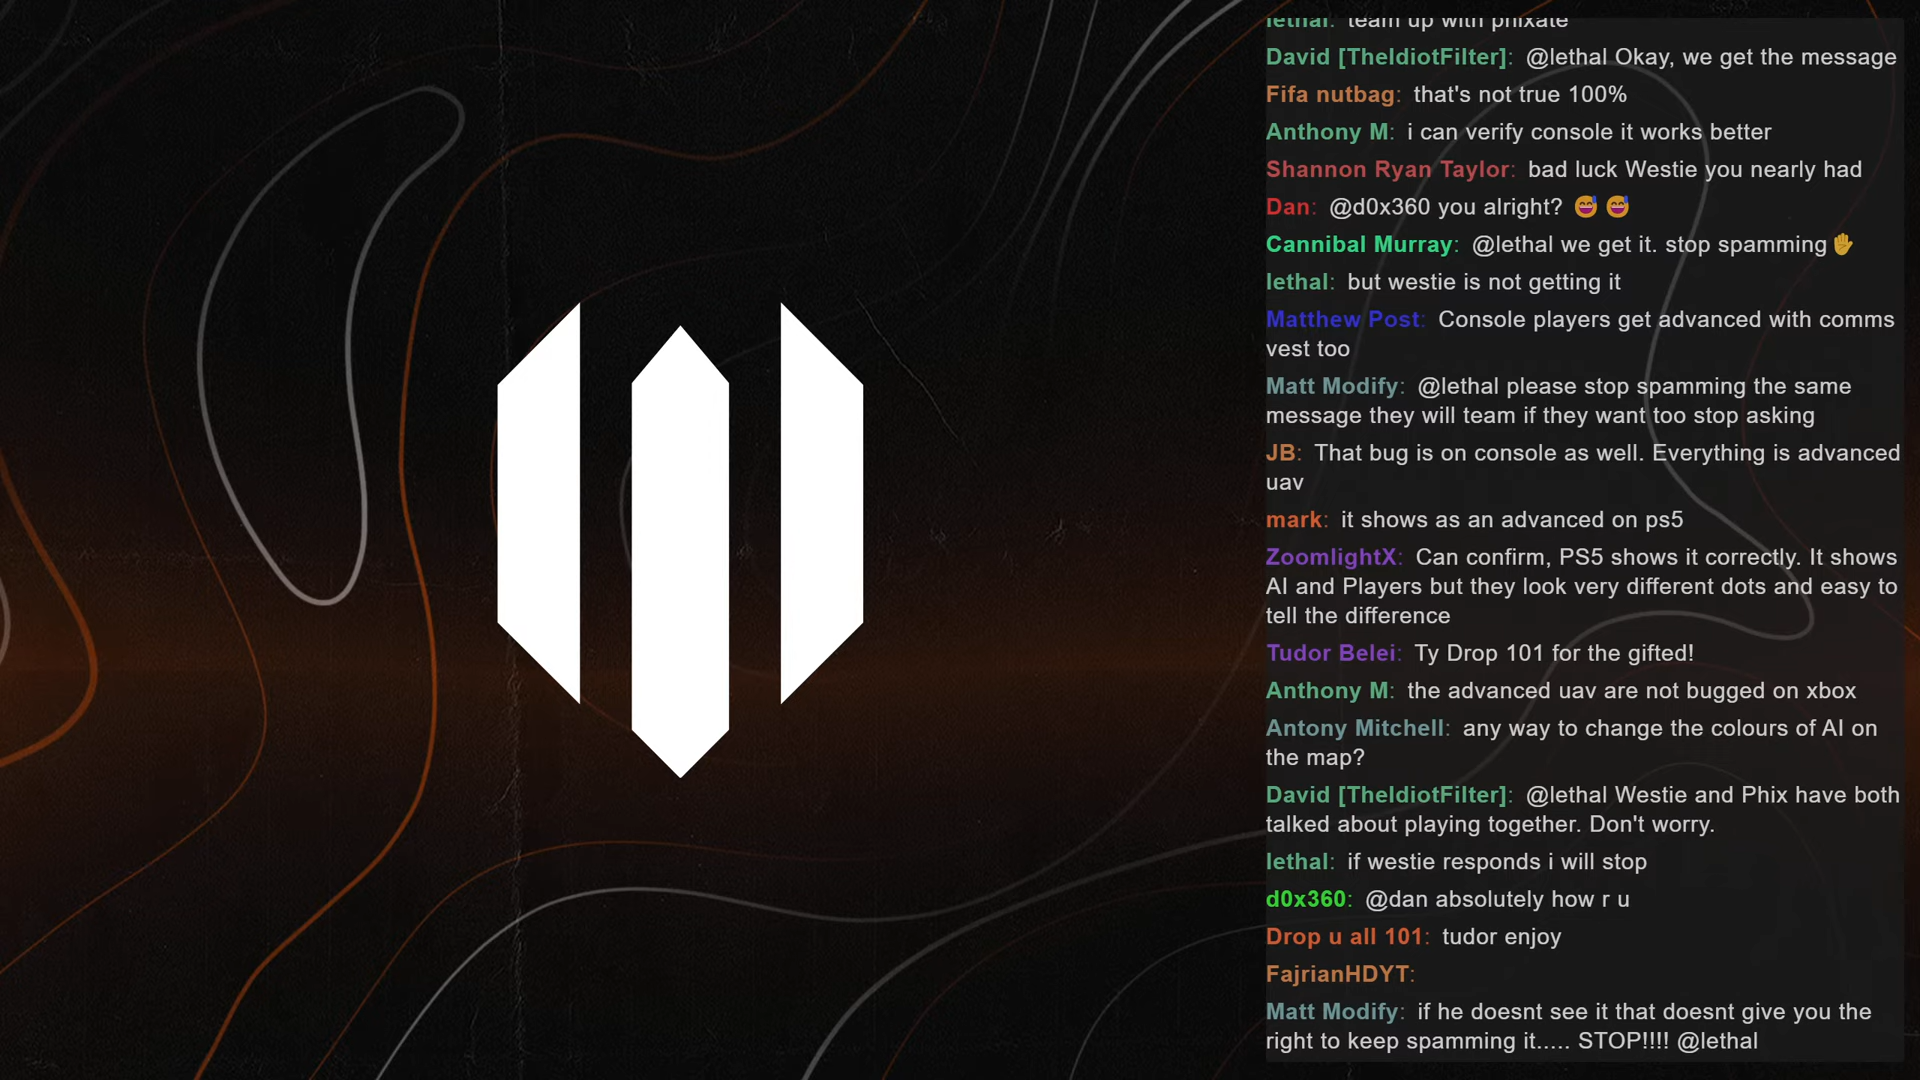 lethal: team up with phixate
David [TheIdiotFilter]: @lethal Okay, we get the message
Fifa nutbag: that's not true 100%
Anthony M: i can verify console it works better
Shannon Ryan Taylor: bad luck Westie you nearly had
Dan: @d0x360 you alright? 😅 😅
Cannibal Murray: @lethal we get it. stop spamming✋
lethal: but westie is not getting it
Matthew Post: Console players get advanced with comms
vest too
Matt Modify: @lethal please stop spamming the same
message they will team if they want too stop asking
JB: That bug is on console as well. Everything is advanced
uav
mark: it shows as an advanced on ps5
ZoomlightX: Can confirm, PS5 shows it correctly. It shows
AI and Players but they look very different dots and easy to
tell the difference
Tudor Belei: Ty Drop 101 for the gifted!
Anthony M: the advanced uav are not bugged on xbox
Antony Mitchell: any way to change the colours of AI on
the map?
David [TheIdiotFilter]: @lethal Westie and Phix have both
talked about playing together. Don't worry.
lethal: if westie responds i will stop
d0x360: @dan absolutely how r u
Drop u all 101: tudor enjoy
FajrianHDYT:
Matt Modify: if he doesnt see it that doesnt give you the
right to keep spamming it..... STOP!!!! @lethal